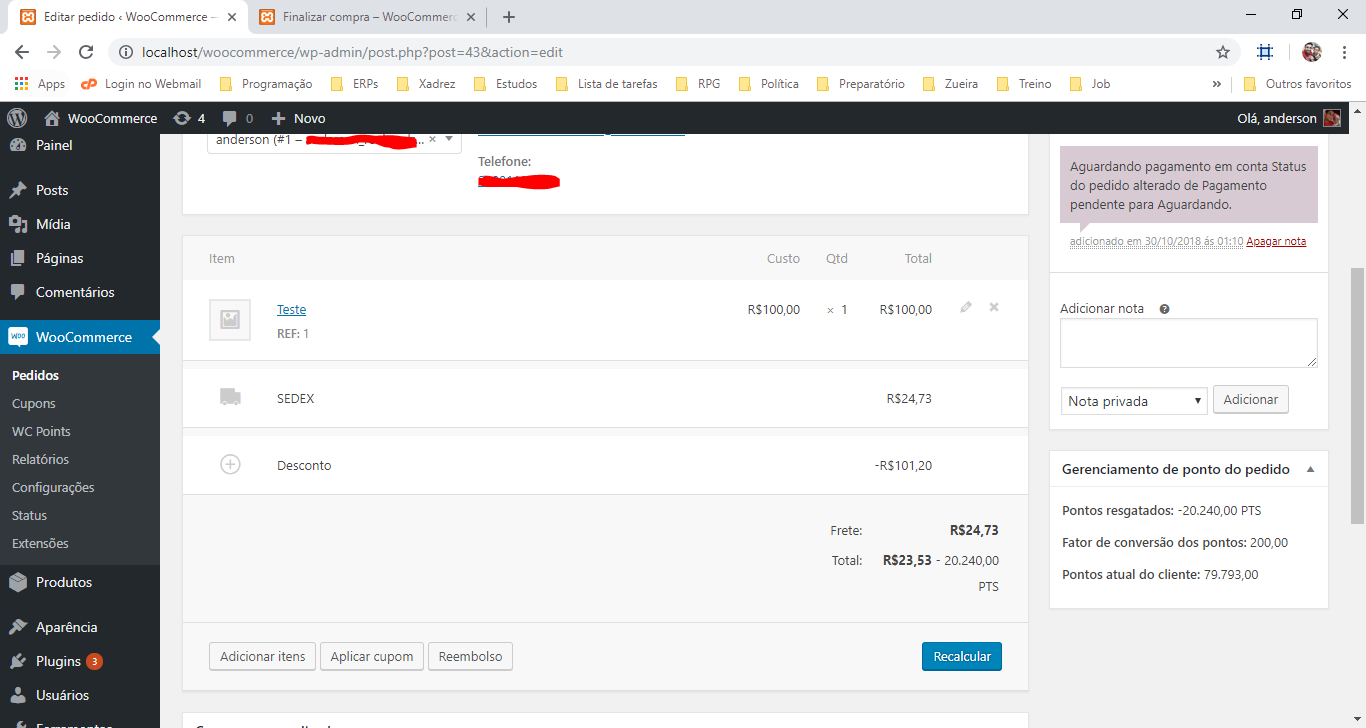 Editar pedido ‹ WooCommerce –
Finalizar compra – WooCommerc
localhost/woocommerce/wp-admin/post.php?post=43&action=edit
Apps
Login no Webmail
Programação
ERPs
Xadrez
Estudos
Lista de tarefas
RPG
Política
Preparatório
Zueira
Treino
Job
»
Outros favoritos
WooCommerce
4
0
Novo
Olá, anderson
Painel
Posts
Mídia
Páginas
Comentários
WooCommerce
Pedidos
Cupons
WC Points
Relatórios
Configurações
Status
Extensões
Produtos
Aparência
Plugins 3
Usuários
anderson (#1 –
Telefone:
Item Custo Qtd Total
Teste R$100,00 × 1 R$100,00
REF: 1
SEDEX R$24,73
Desconto -R$101,20
Frete: R$24,73
Total: R$23,53 - 20.240,00
PTS
Adicionar itens
Aplicar cupom
Reembolso
Recalcular
Aguardando pagamento em conta Status
do pedido alterado de Pagamento
pendente para Aguardando.
adicionado em 30/10/2018 ás 01:10 Apagar nota
Adicionar nota
Nota privada
Adicionar
Gerenciamento de ponto do pedido
Pontos resgatados: -20.240,00 PTS
Fator de conversão dos pontos: 200,00
Pontos atual do cliente: 79.793,00